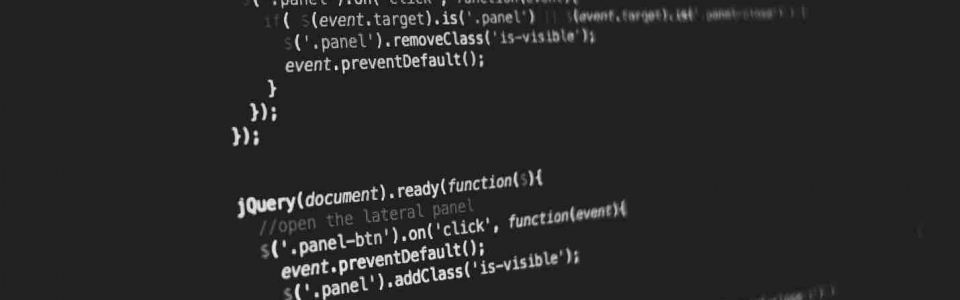 $('.panel').on('click', function(event){
if( $(event.target).is('.panel') || $(event.target).is('.panel-close') ) {
$('.panel').removeClass('is-visible');
event.preventDefault();
}
});
});
jQuery(document).ready(function($){
//open the lateral panel
$('.panel-btn').on('click', function(event){
event.preventDefault();
$('.panel').addClass('is-visible');